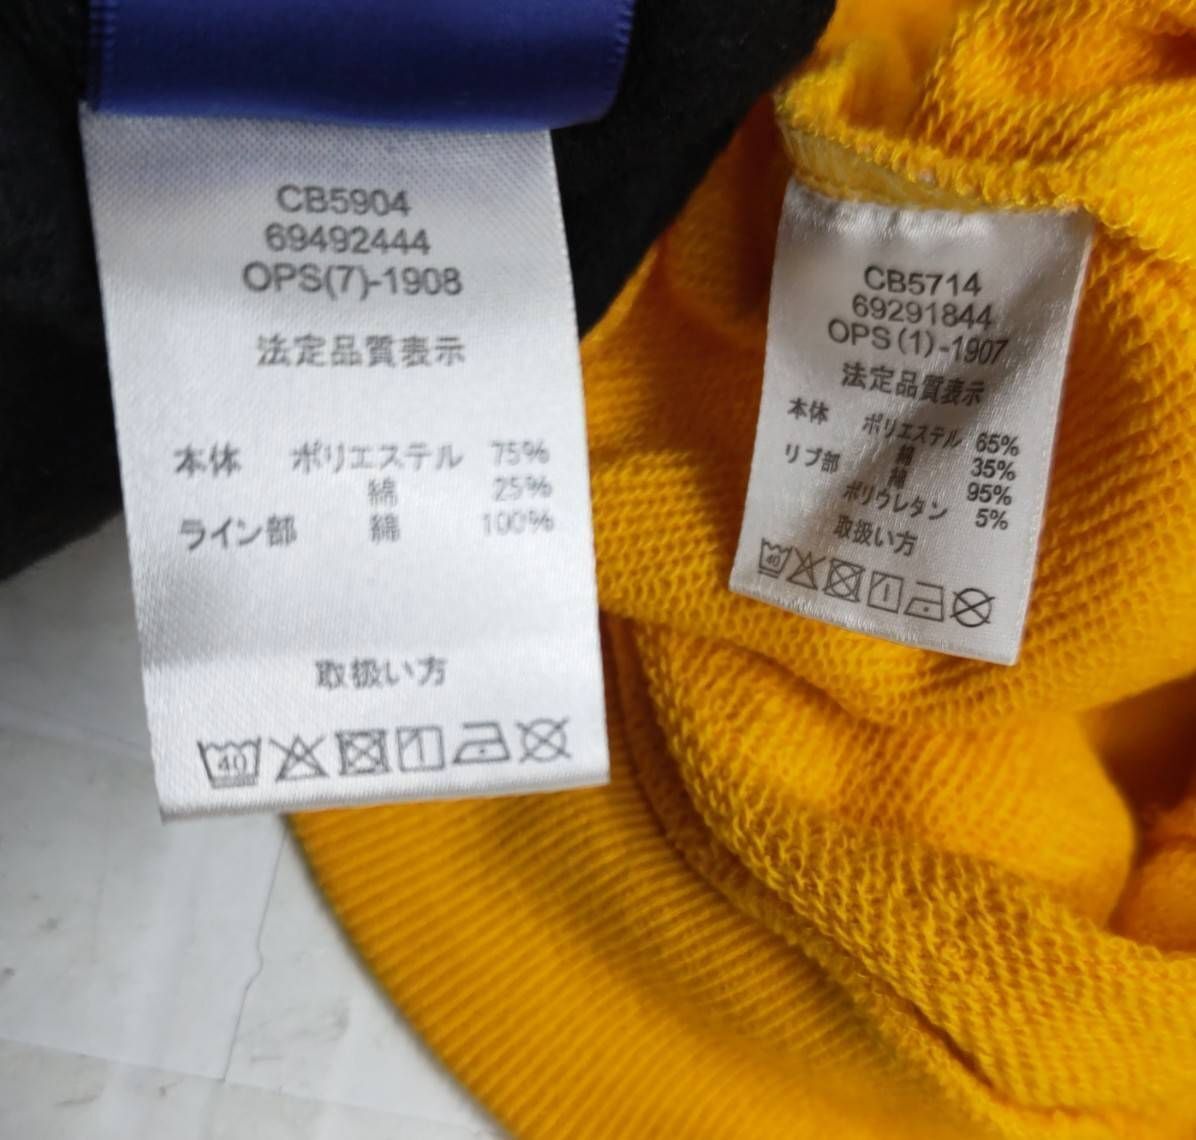 CB5904
69492444
OPS(7)-1908
法定品質表示
本体 ポリエステル 75%
綿 25%
ライン部 綿 100%
取扱い方
40
CB5714
69291844
OPS(1)-1907
法定品質表示
本体 ポリエステル 65%
綿 35%
リブ部 綿 95%
ポリウレタン 5%
取扱い方
40